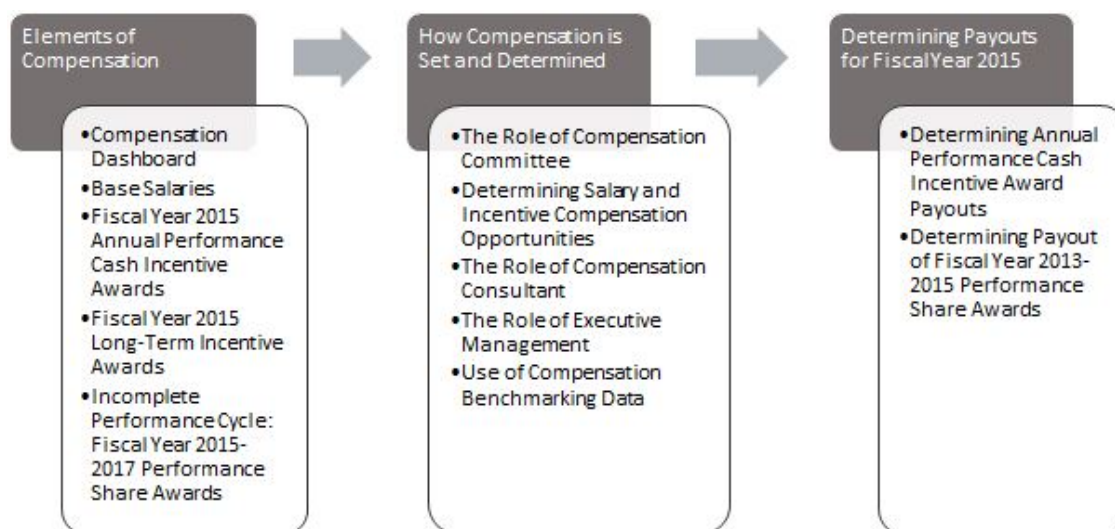 Elements of
Compensation
•Compensation
Dashboard
•Base Salaries
•Fiscal Year 2015
Annual Performance
Cash Incentive
Awards
•Fiscal Year 2015
Long-Term Incentive
Awards
•Incomplete
Performance Cycle:
Fiscal Year 2015-
2017 Performance
Share Awards
How Compensation is
Set and Determined
•The Role of Compensation
Committee
•Determining Salary and
Incentive Compensation
Opportunities
•The Role of Compensation
Consultant
•The Role of Executive
Management
•Use of Compensation
Benchmarking Data
Determining Payouts
for Fiscal Year 2015
•Determining Annual
Performance Cash
Incentive Award
Payouts
•Determining Payout
of Fiscal Year 2013-
2015 Performance
Share Awards